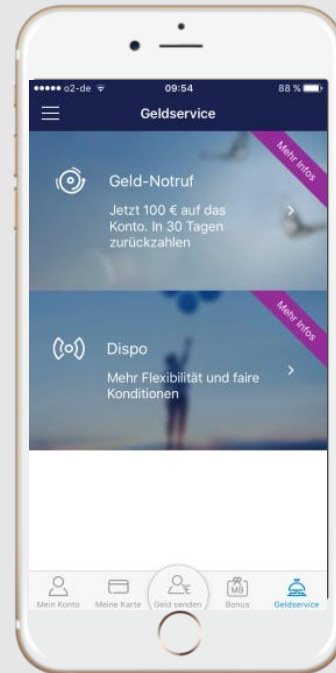 o2-de 09:54 88 %
Geldservice
Mehr Infos
Geld-Notruf
Jetzt 100 € auf das
Konto. In 30 Tagen
zurückzahlen
Mehr Infos
Dispo
Mehr Flexibilität und faire
Konditionen
€
MB
Mein Konto Meine Karte Geld senden Bonus Geldservice